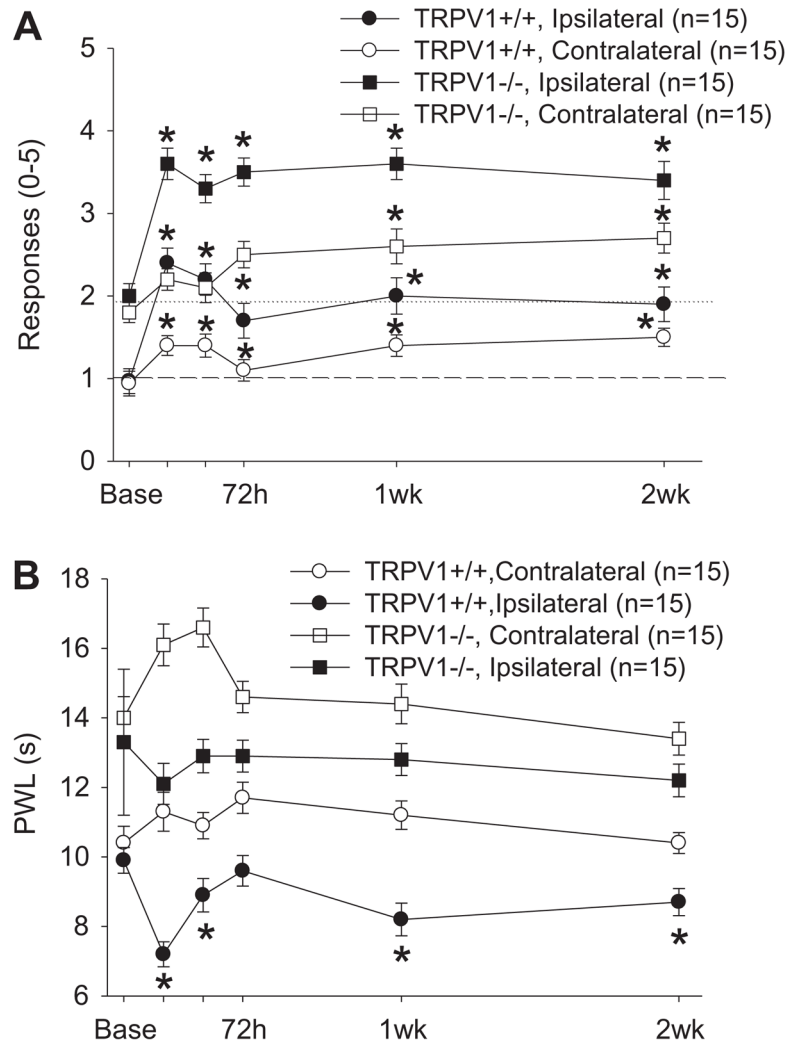 A
TRPV1+/+, Ipsilateral (n=15)
TRPV1+/+, Contralateral (n=15)
TRPV1-/-, Ipsilateral (n=15)
TRPV1-/-, Contralateral (n=15)
Responses (0-5)
5
4
3
2
1
0
* * * * *
* * * * *
* *
* * * * *
Base 72h 1wk 2wk
B
TRPV1+/+,Contralateral (n=15)
TRPV1+/+,Ipsilateral (n=15)
TRPV1-/-, Contralateral (n=15)
TRPV1-/-, Ipsilateral (n=15)
PWL (s)
18
16
14
12
10
8
6
* * * *
Base 72h 1wk 2wk